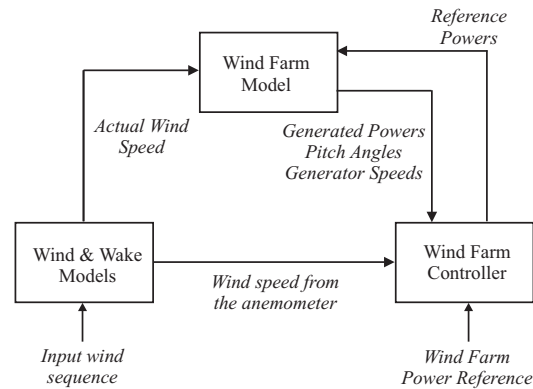 Reference
Powers
Wind Farm
Model
Actual Wind
Speed
Generated Powers
Pitch Angles
Generator Speeds
Wind & Wake
Models
Wind Farm
Controller
Wind speed from
the anemometer
Input wind
sequence
Wind Farm
Power Reference